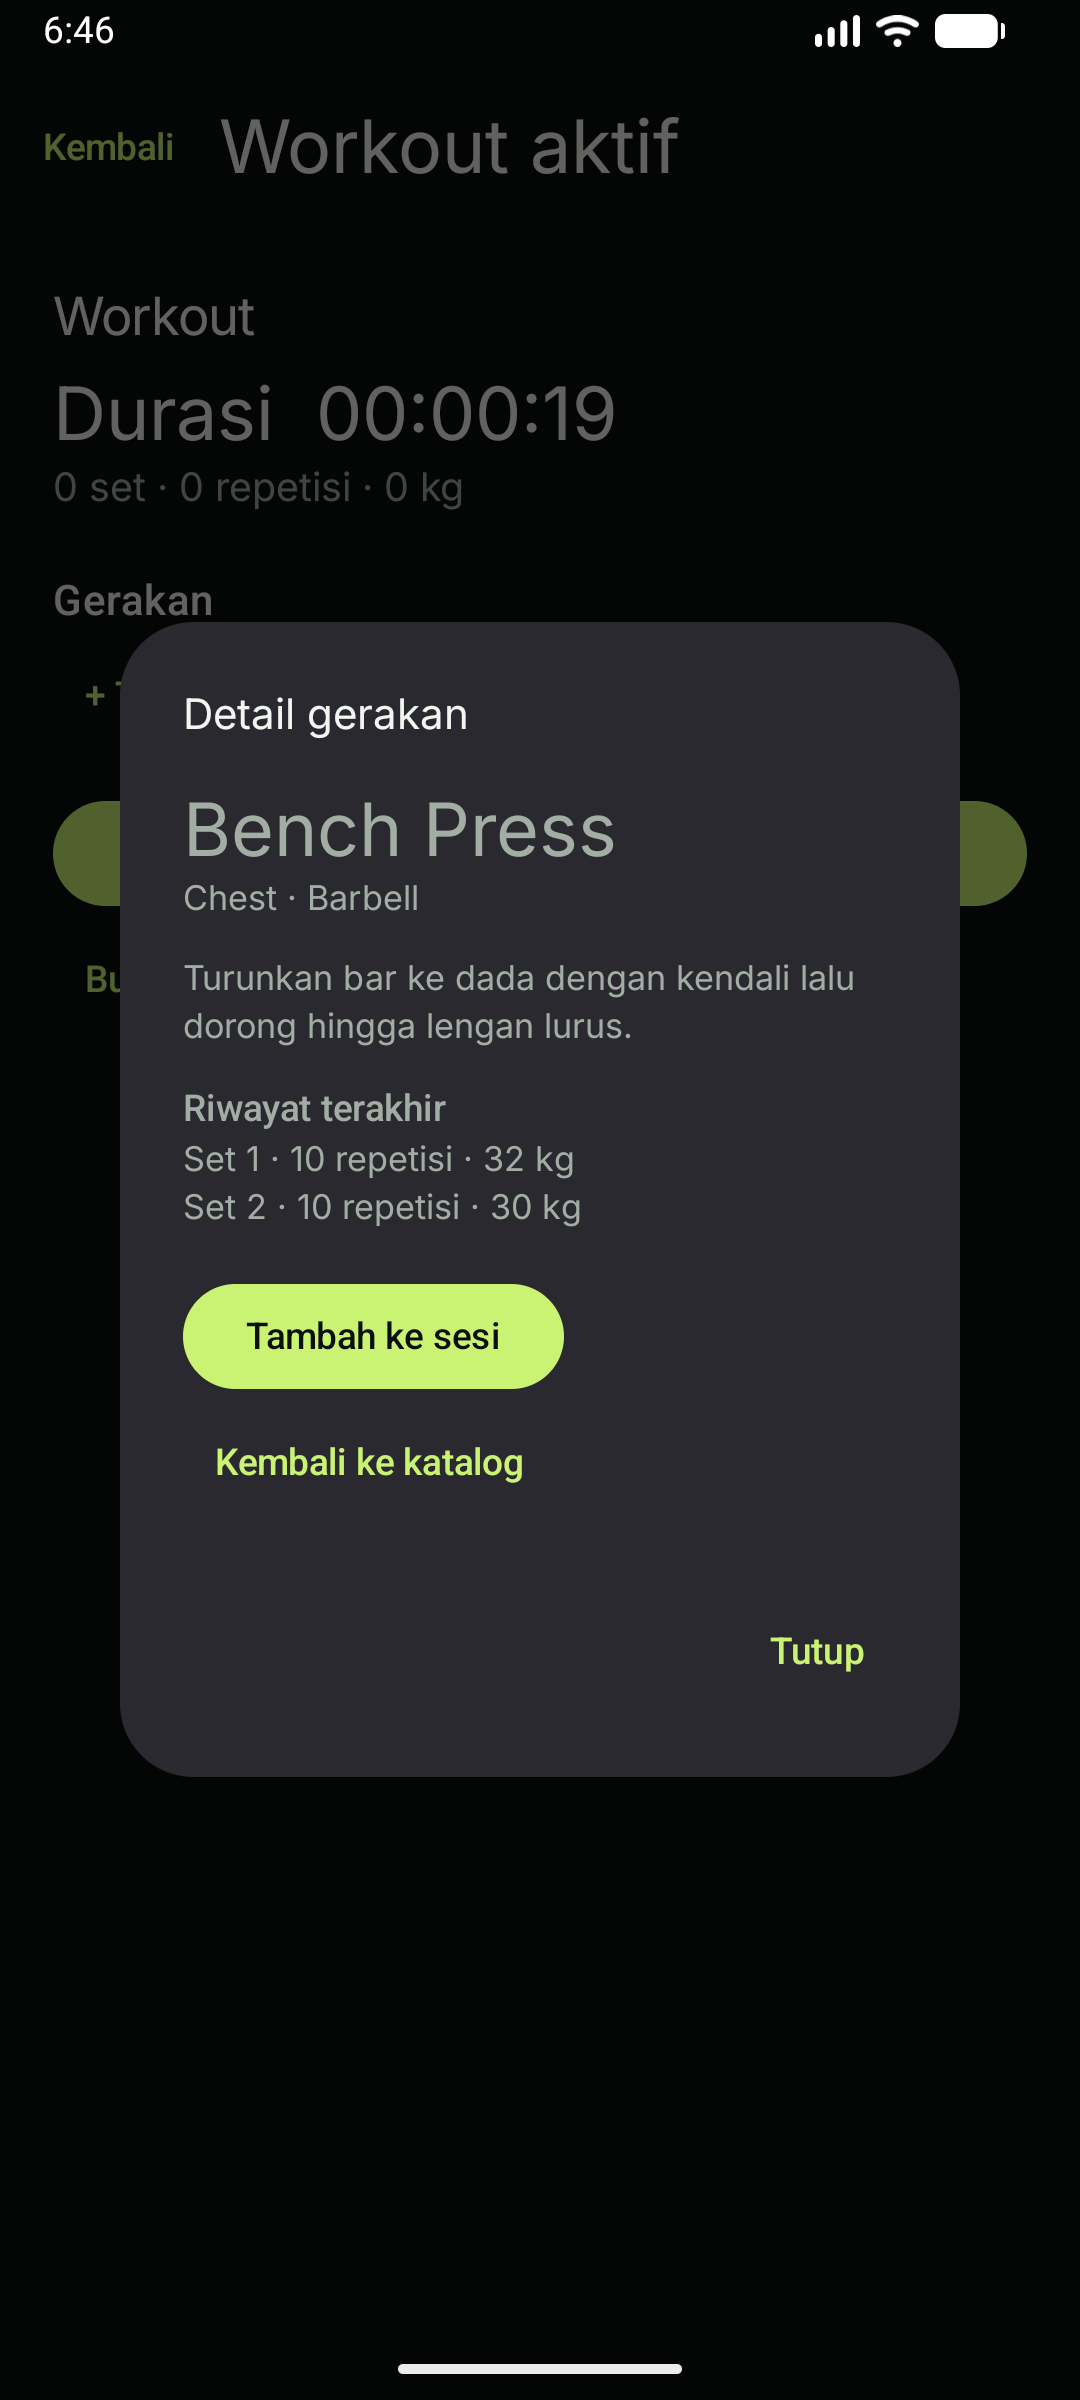 6:46
Kembali
Workout aktif
Workout
Durasi 00:00:19
0 set · 0 repetisi · 0 kg
Gerakan
+
Detail gerakan
Bench Press
Chest · Barbell
Turunkan bar ke dada dengan kendali lalu
dorong hingga lengan lurus.
Riwayat terakhir
Set 1 · 10 repetisi · 32 kg
Set 2 · 10 repetisi · 30 kg
Tambah ke sesi
Kembali ke katalog
Tutup